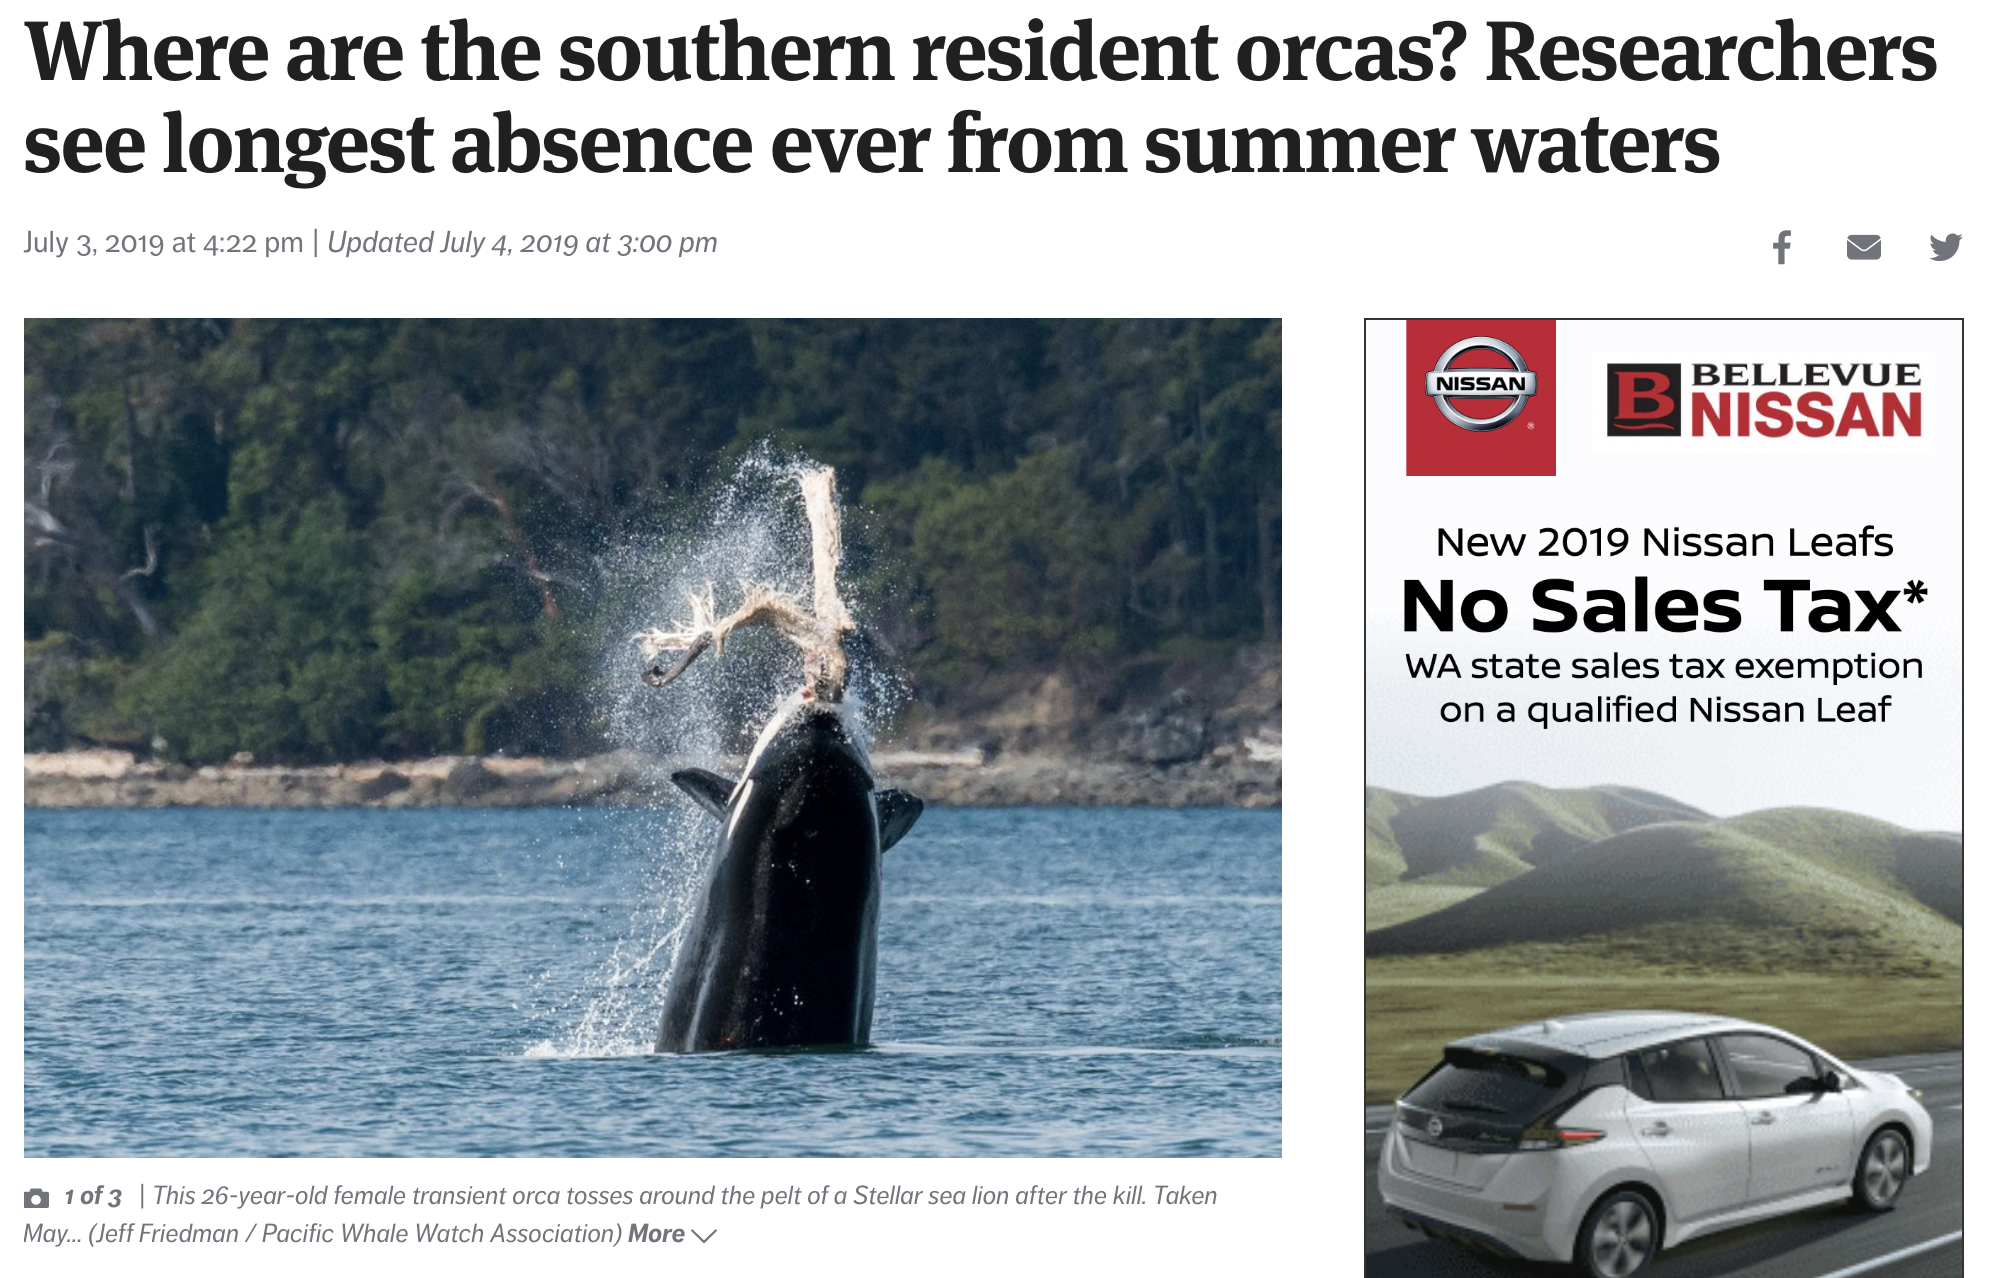 Where are the southern resident orcas? Researchers
see longest absence ever from summer waters
July 3, 2019 at 4:22 pm | Updated July 4, 2019 at 3:00 pm
1 of 3 | This 26-year-old female transient orca tosses around the pelt of a Stellar sea lion after the kill. Taken
May... (Jeff Friedman / Pacific Whale Watch Association) More
NISSAN
B BELLEVUE
NISSAN
New 2019 Nissan Leafs
No Sales Tax*
WA state sales tax exemption
on a qualified Nissan Leaf